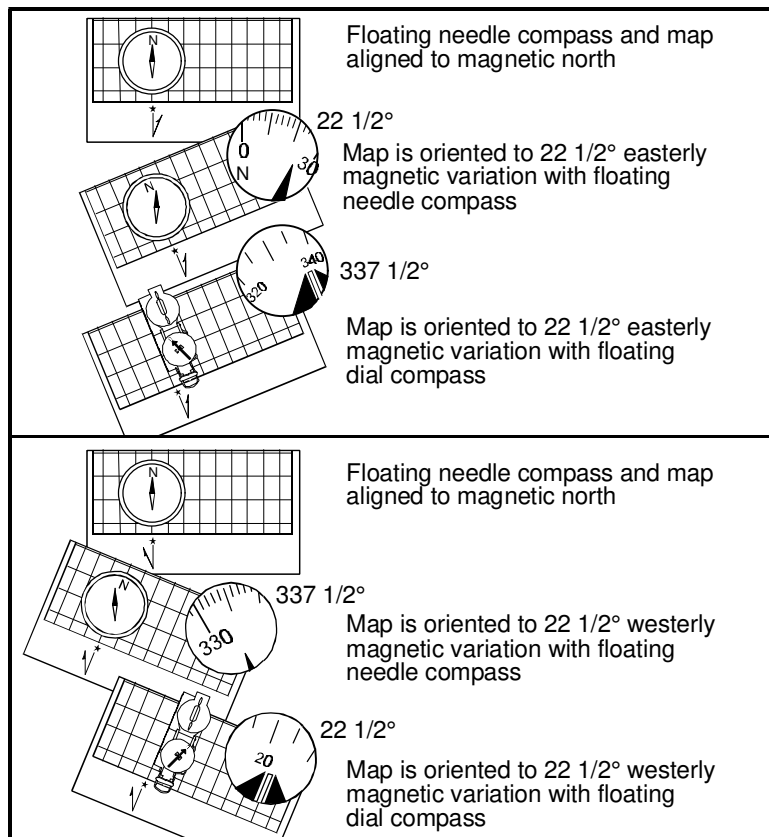 N
Floating needle compass and map
aligned to magnetic north
22 1/2°
0
N
30
Map is oriented to 22 1/2° easterly
magnetic variation with floating
needle compass
N
337 1/2°
340
320
Map is oriented to 22 1/2° easterly
magnetic variation with floating
dial compass
N
Floating needle compass and map
aligned to magnetic north
N
337 1/2°
330
Map is oriented to 22 1/2° westerly
magnetic variation with floating
needle compass
22 1/2°
20
Map is oriented to 22 1/2° westerly
magnetic variation with floating
dial compass